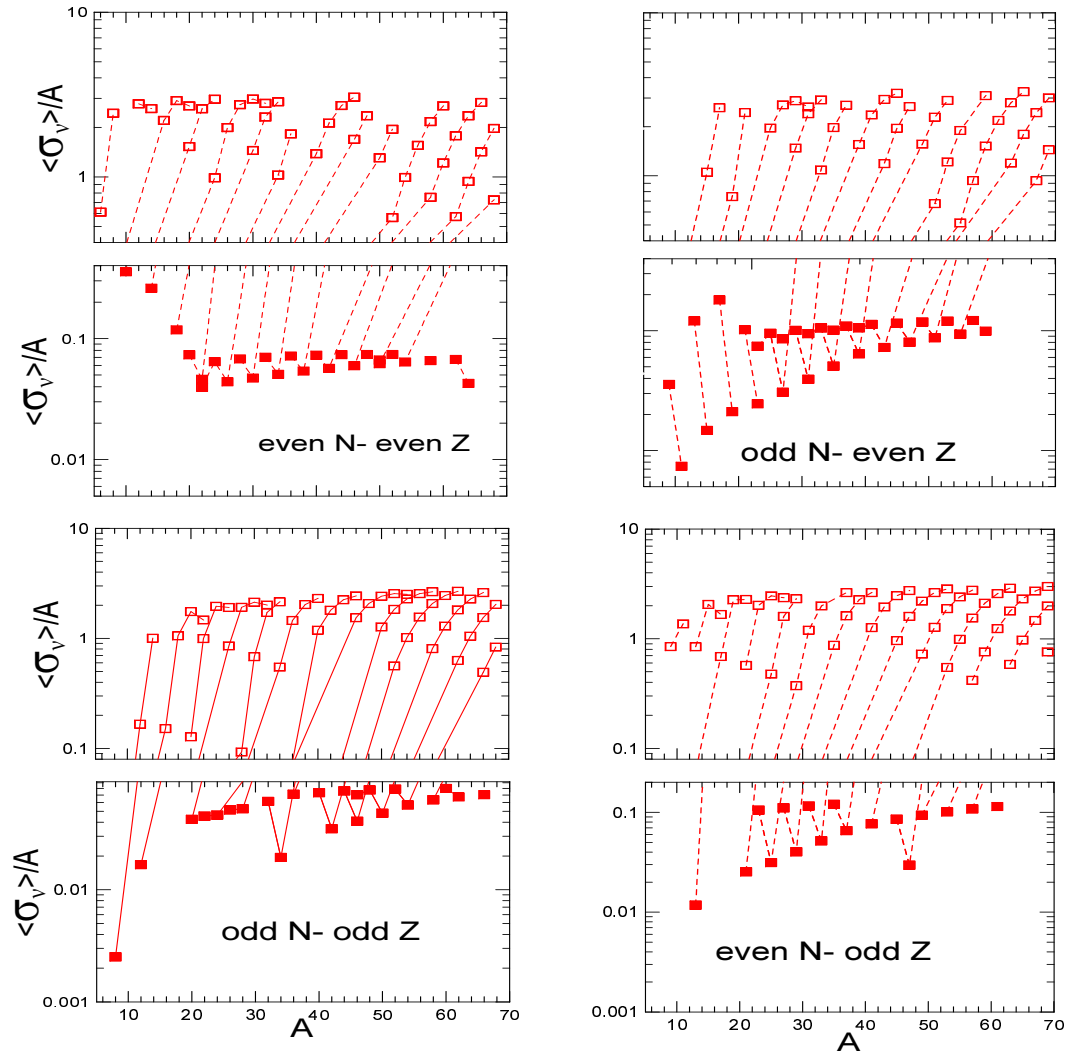 10
<σν>/A
1
0.1
<σν>/A
0.01
even N- even Z
odd N- even Z
10
<σν>/A
1
0.1
10
1
0.1
<σν>/A
0.01
0.001
odd N- odd Z
0.1
0.01
0.001
even N- odd Z
10 20 30 40 50 60 70
A
10 20 30 40 50 60 70
A